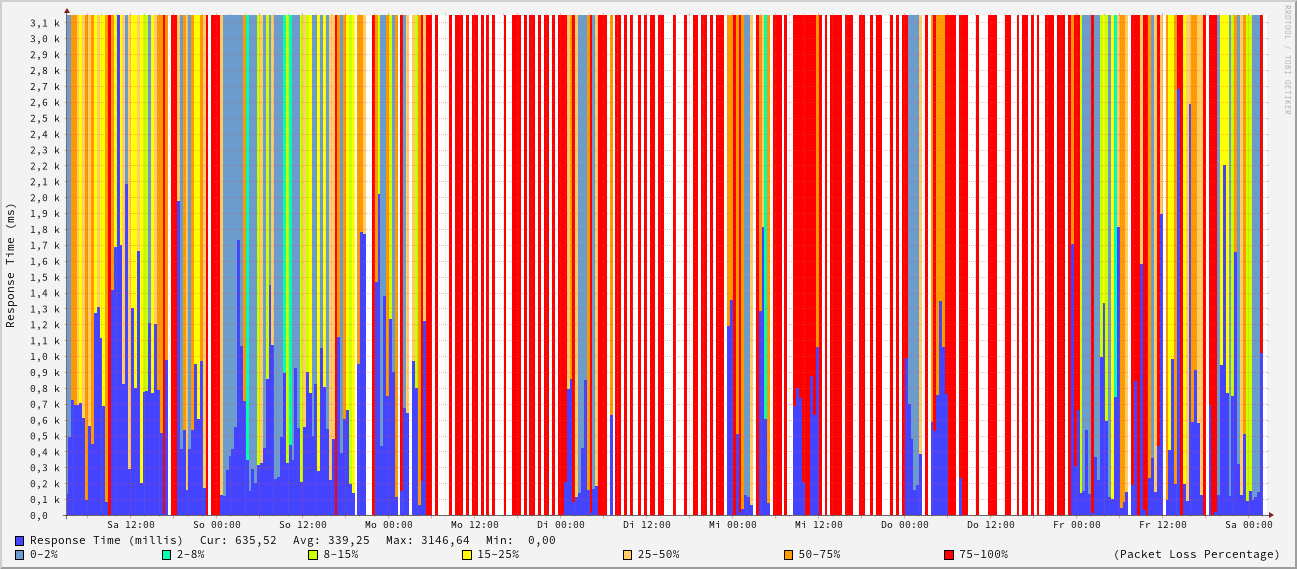 RRDTOOL / TOBI OETIKER
Response Time (ms)
3,1 k
3,0 k
2,9 k
2,8 k
2,7 k
2,6 k
2,5 k
2,4 k
2,3 k
2,2 k
2,1 k
2,0 k
1,9 k
1,8 k
1,7 k
1,6 k
1,5 k
1,4 k
1,3 k
1,2 k
1,1 k
1,0 k
0,9 k
0,8 k
0,7 k
0,6 k
0,5 k
0,4 k
0,3 k
0,2 k
0,1 k
0,0
Sa 12:00 So 00:00 So 12:00 Mo 00:00 Mo 12:00 Di 00:00 Di 12:00 Mi 00:00 Mi 12:00 Do 00:00 Do 12:00 Fr 00:00 Fr 12:00 Sa 00:00
Response Time (millis) Cur: 635,52 Avg: 339,25 Max: 3146,64 Min: 0,00
0-2% 2-8% 8-15% 15-25% 25-50% 50-75% 75-100% (Packet Loss Percentage)